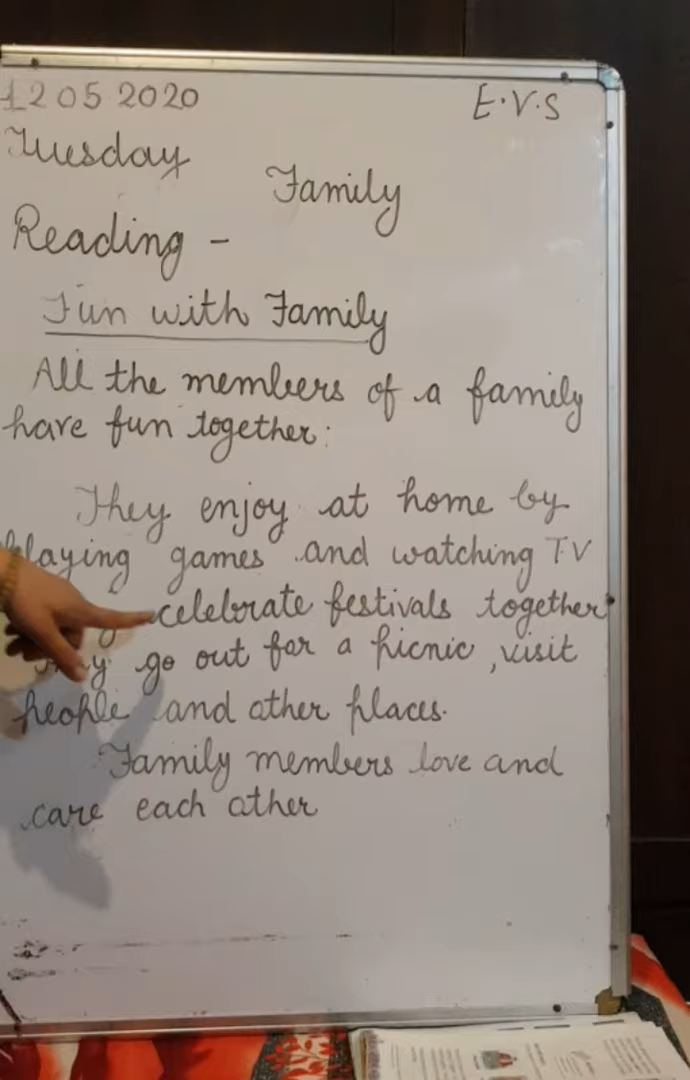 12 05 2020 E.V.S
Tuesday
Family
Reading -
Fun with Family
All the members of a family
have fun together:
They enjoy at home by
playing games and watching TV
celebrate festivals together
They go out for a picnic, visit
people and other places.
Family members love and
care each other